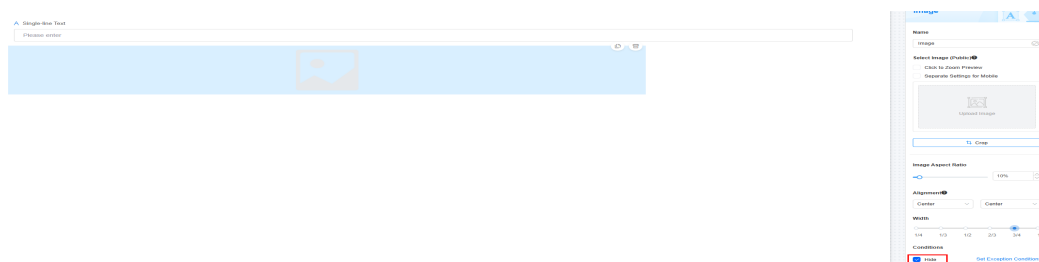 Image
A
A Single-line Text
Please enter
Name
Image
Select Image (Public)
Click to Zoom Preview
Separate Settings for Mobile
Upload Image
Crop
Image Aspect Ratio
10%
Alignment
Center Center
Width
1/4 1/3 1/2 2/3 3/4
Conditions
Hide Set Exception Condition